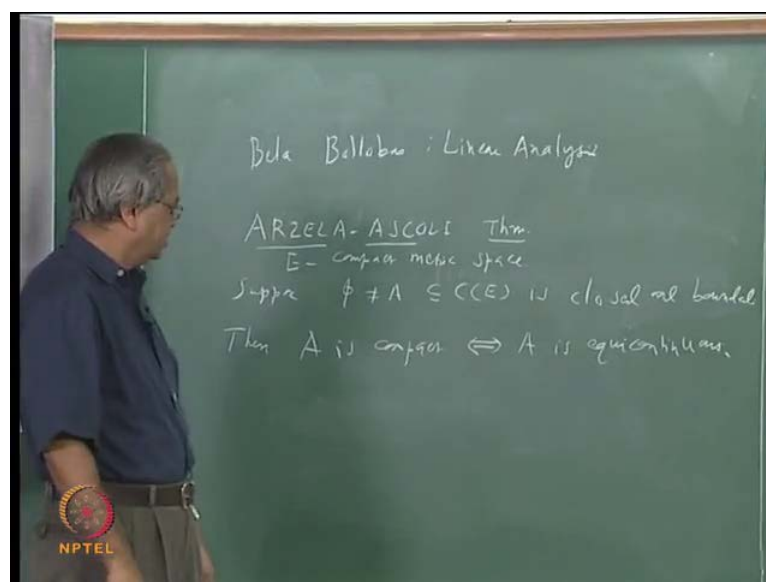 Bela Bollobas : Linear Analysis
ARZELA - ASCOLI Thm.
E - compact metric space
Suppose φ ≠ A ⊆ C(E) is closed and bounded
Then A is compact ⇔ A is equicontinuous.
NPTEL